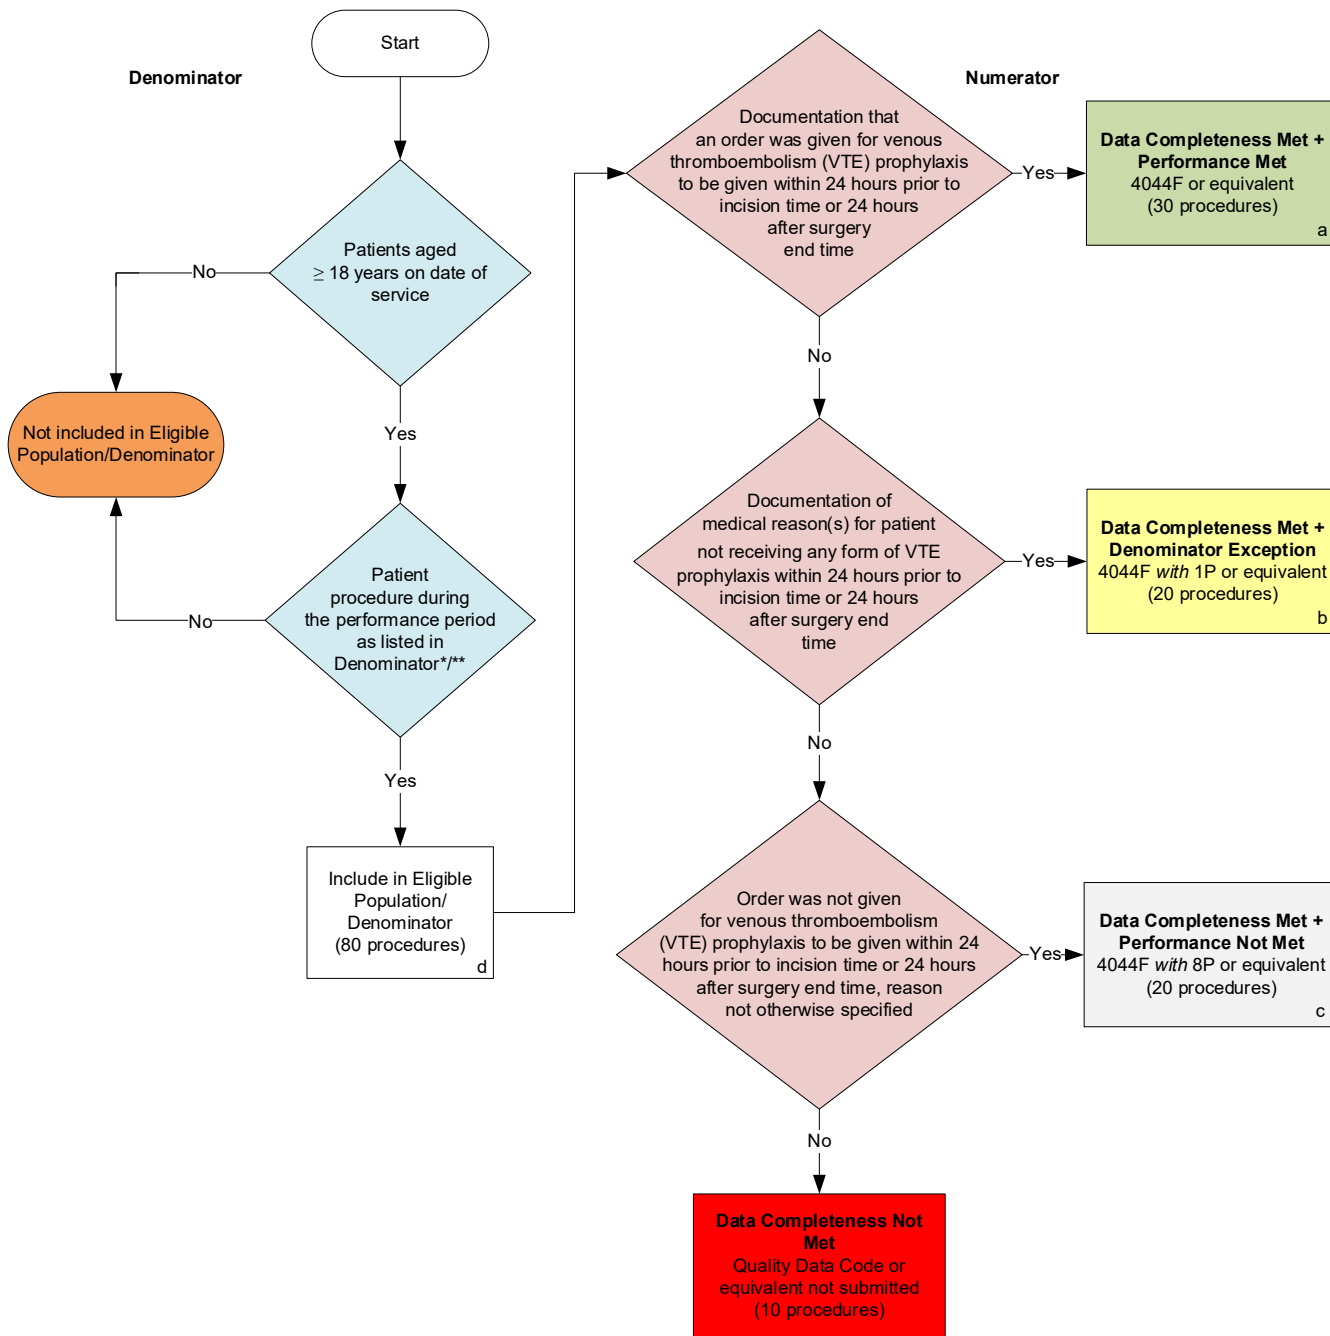 Start
Denominator
Patients aged
≥ 18 years on date of
service
No
Not included in Eligible
Population/Denominator
Yes
Patient
procedure during
the performance period
as listed in
Denominator*/**
No
Yes
Include in Eligible
Population/
Denominator
(80 procedures)
d
Numerator
Documentation that
an order was given for venous
thromboembolism (VTE) prophylaxis
to be given within 24 hours prior to
incision time or 24 hours
after surgery
end time
Yes
Data Completeness Met +
Performance Met
4044F or equivalent
(30 procedures)
a
No
Documentation of
medical reason(s) for patient
not receiving any form of VTE
prophylaxis within 24 hours prior to
incision time or 24 hours
after surgery end
time
Yes
Data Completeness Met +
Denominator Exception
4044F with 1P or equivalent
(20 procedures)
b
No
Order was not given
for venous thromboembolism
(VTE) prophylaxis to be given within 24
hours prior to incision time or 24 hours
after surgery end time, reason
not otherwise specified
Yes
Data Completeness Met +
Performance Not Met
4044F with 8P or equivalent
(20 procedures)
c
No
Data Completeness Not
Met
Quality Data Code or
equivalent not submitted
(10 procedures)